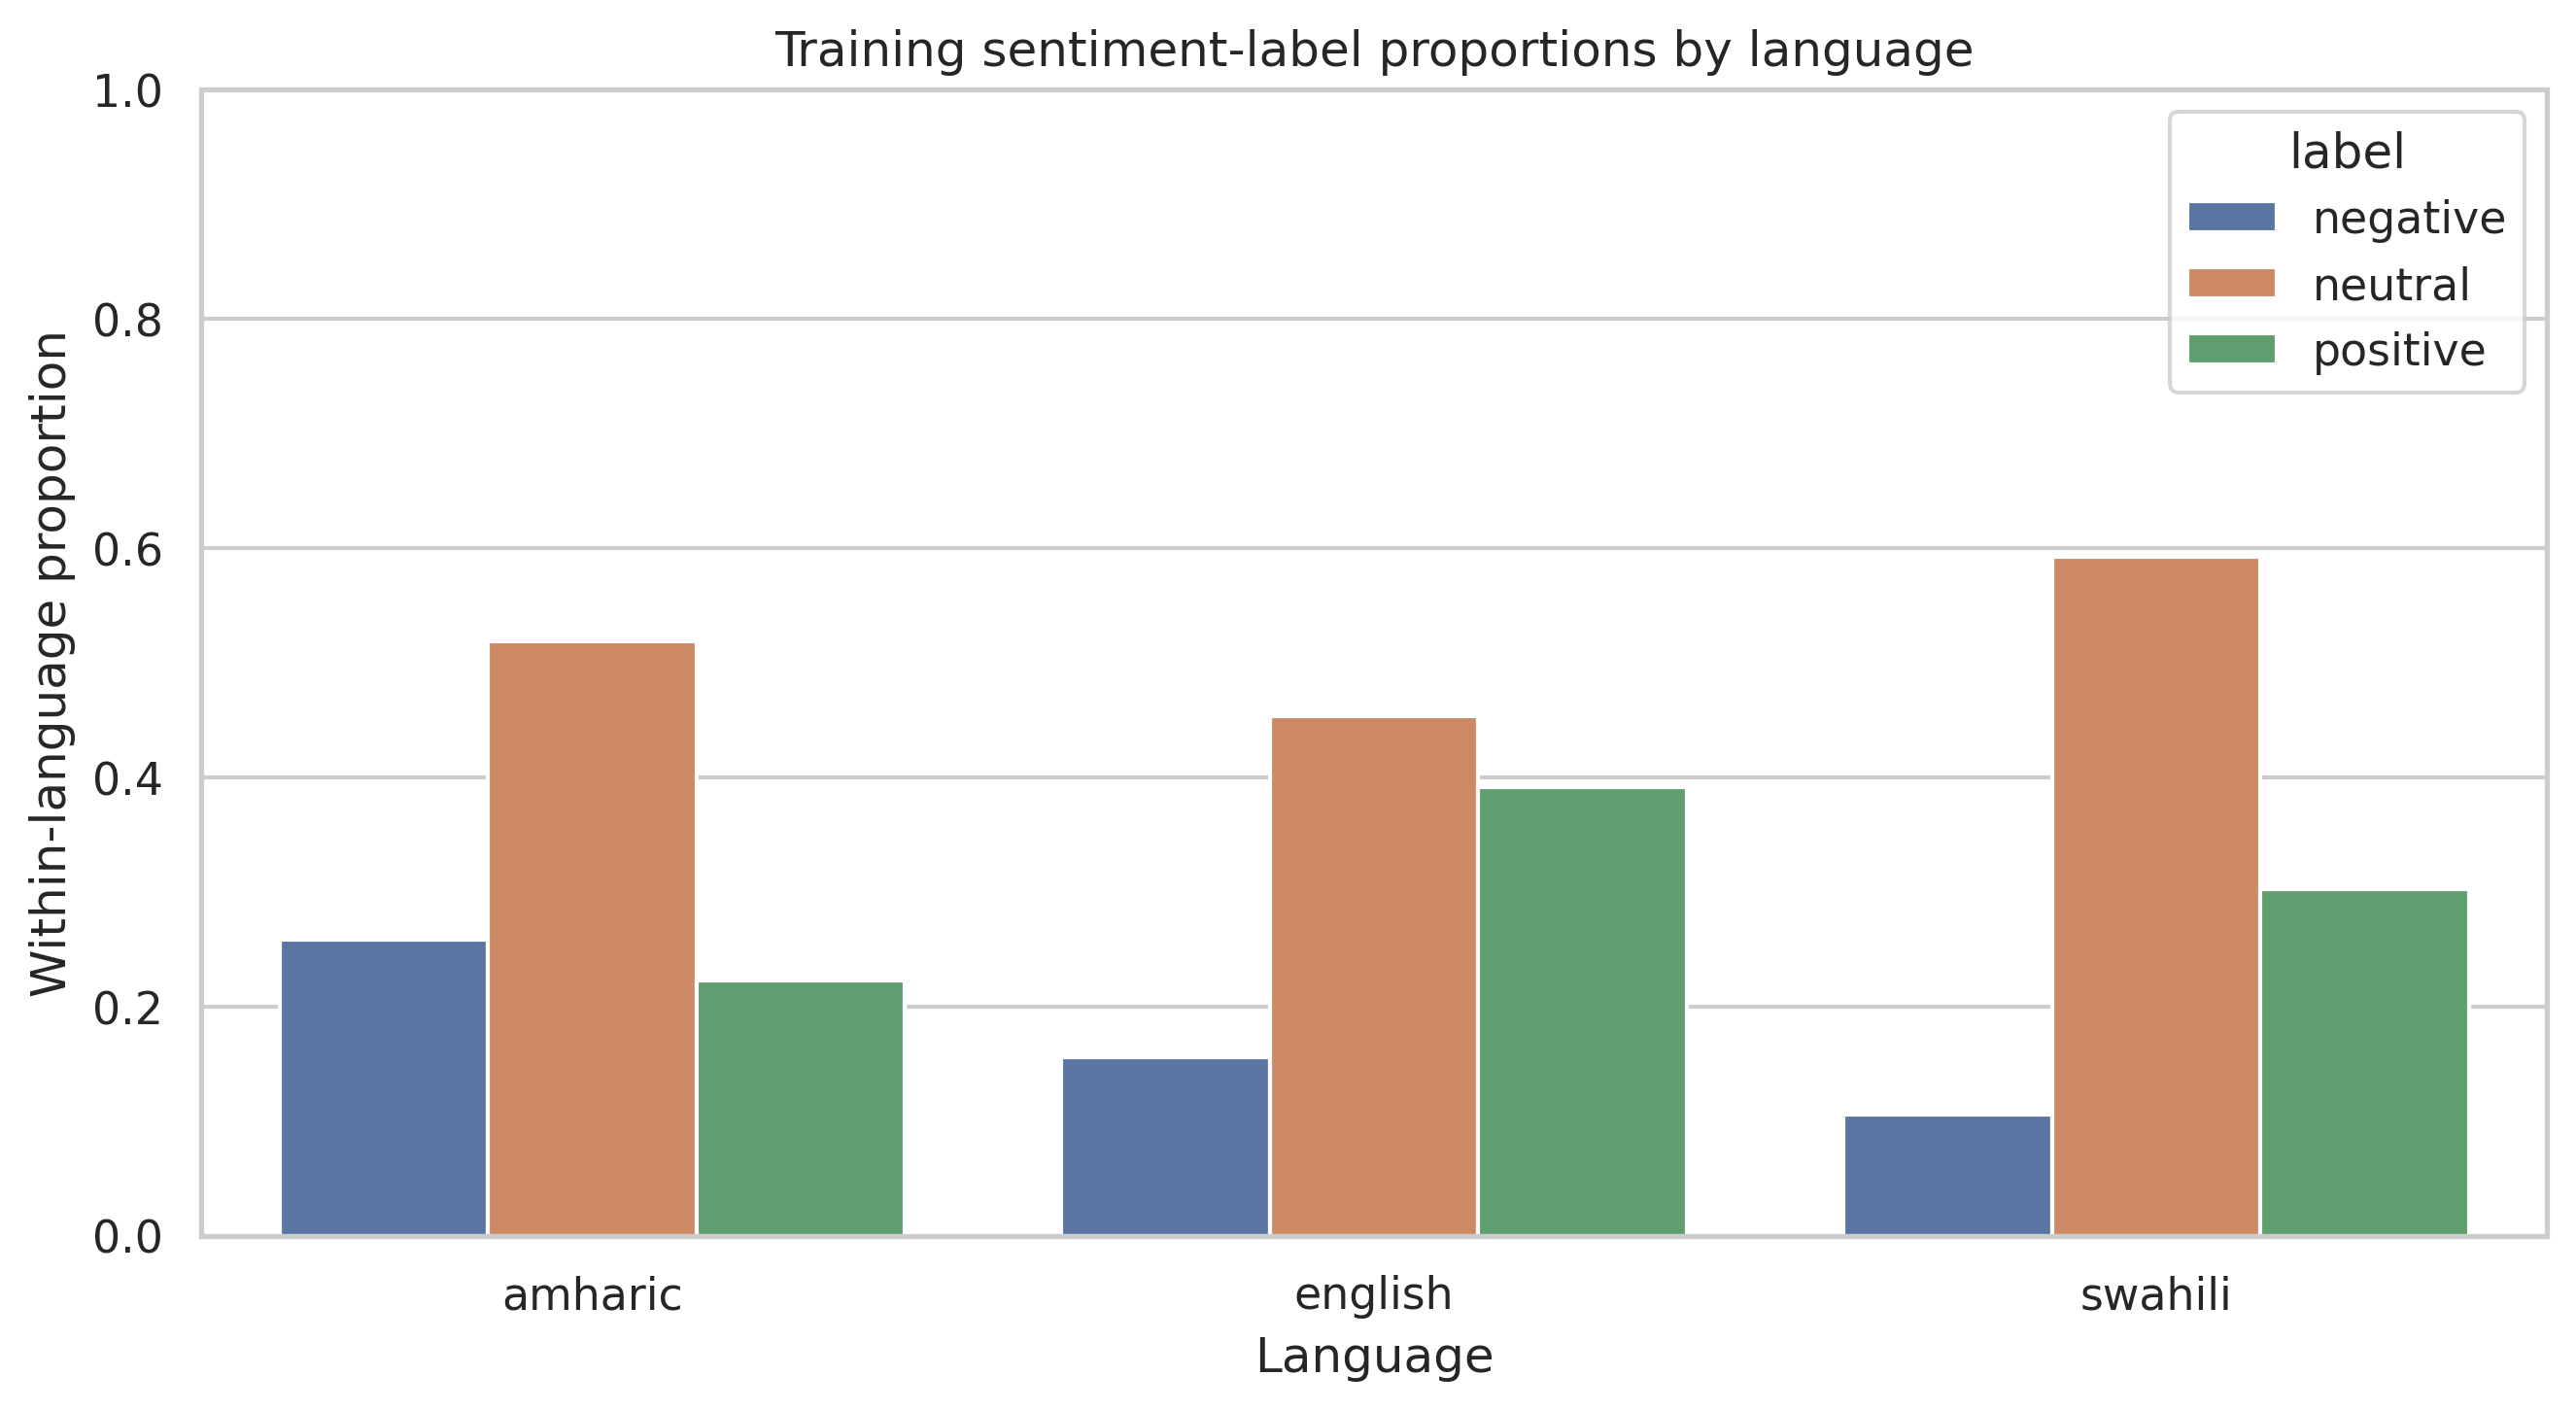 Training sentiment-label proportions by language
Within-language proportion
1.0
0.8
0.6
0.4
0.2
0.0
label
negative
neutral
positive
amharic
english
swahili
Language